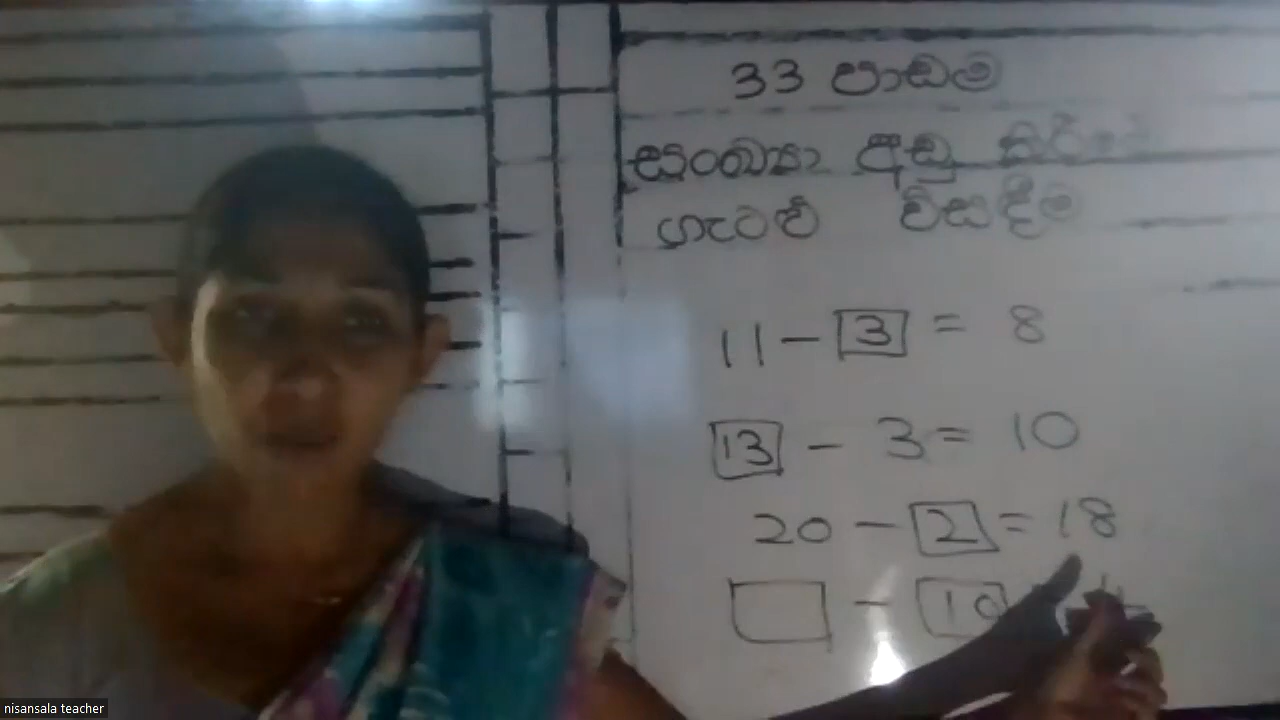 33 පාඩම
සංඛ්‍යා අඩු කිරීමේ
ගැටළු විසඳීම
11 - 3 = 8
13 - 3 = 10
20 - 2 = 18
- 10
nisansala teacher